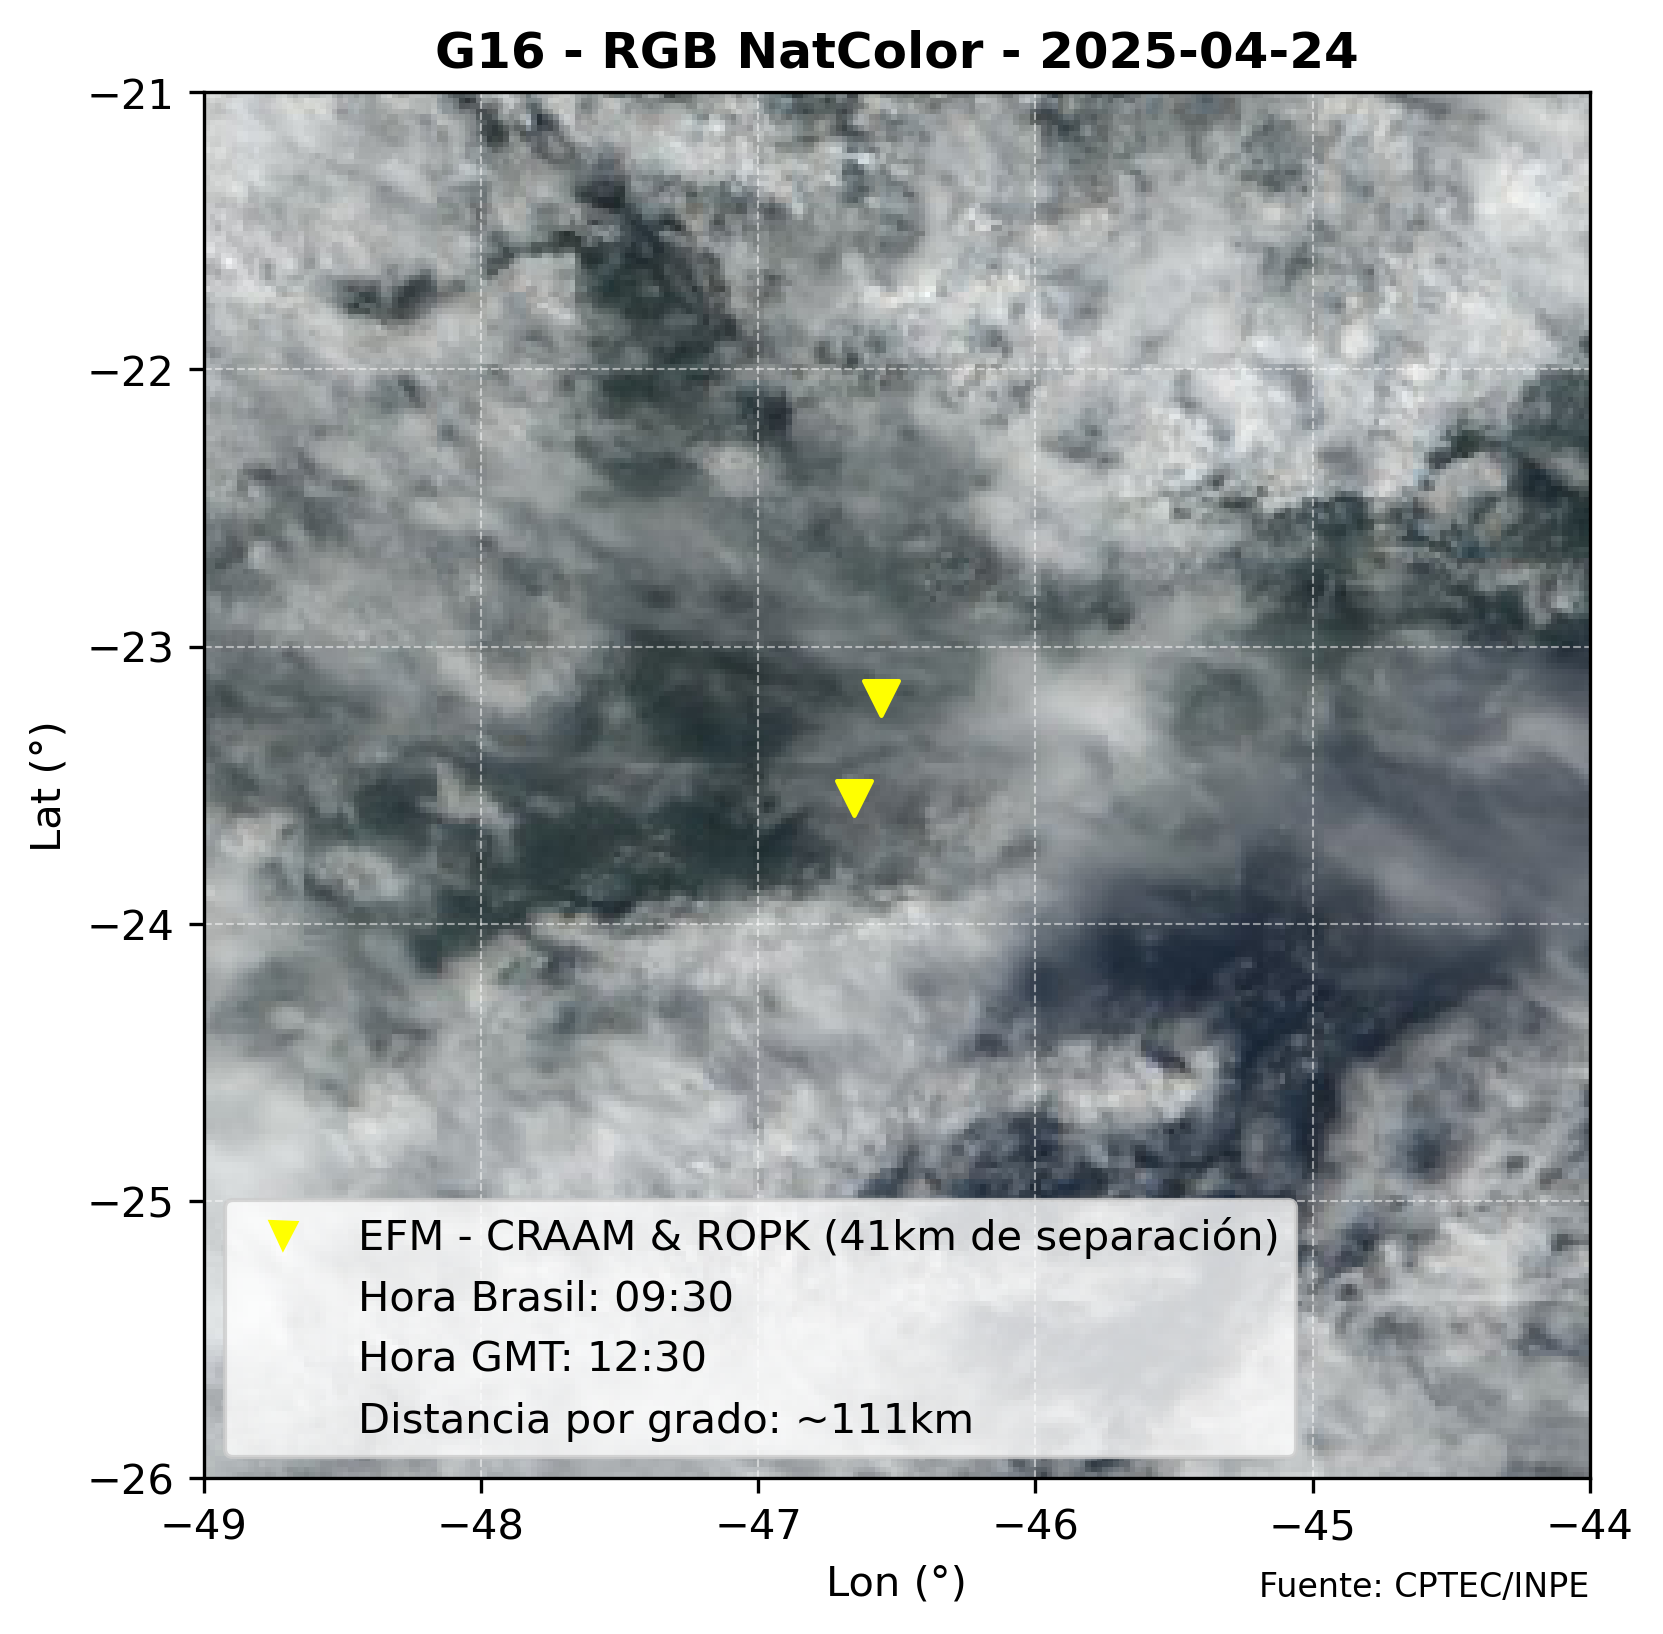 G16 - RGB NatColor - 2025-04-24
−21
−22
−23
−24
−25
−26
Lat (°)
EFM - CRAAM & ROPK (41km de separación)
Hora Brasil: 09:30
Hora GMT: 12:30
Distancia por grado: ~111km
−49 −48 −47 −46 −45 −44
Lon (°)
Fuente: CPTEC/INPE